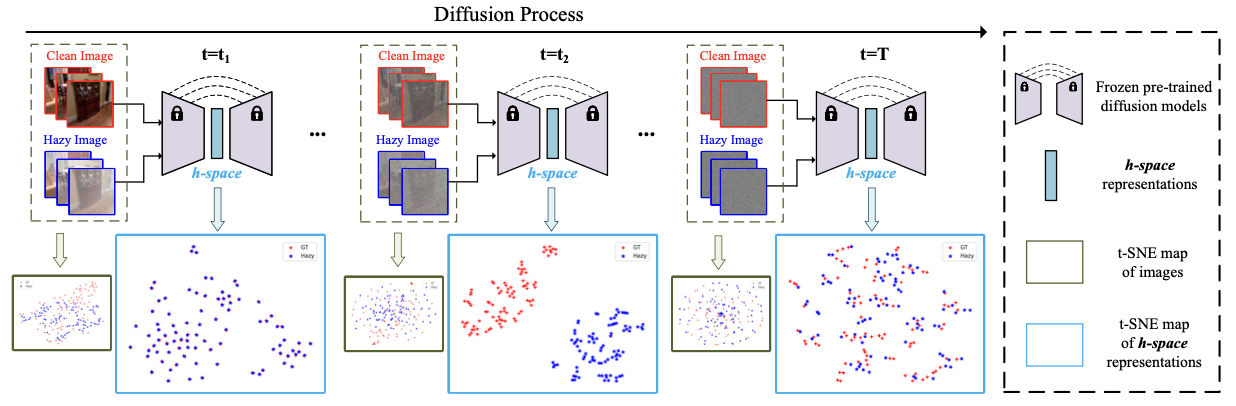 Diffusion Process
Clean Image
t=t1
Hazy Image
h-space
...
Clean Image
t=t2
Hazy Image
h-space
...
Clean Image
t=T
Hazy Image
h-space
GT
Hazy
GT
Hazy
GT
Hazy
Frozen pre-trained
diffusion models
h-space
representations
t-SNE map
of images
t-SNE map
of h-space
representations